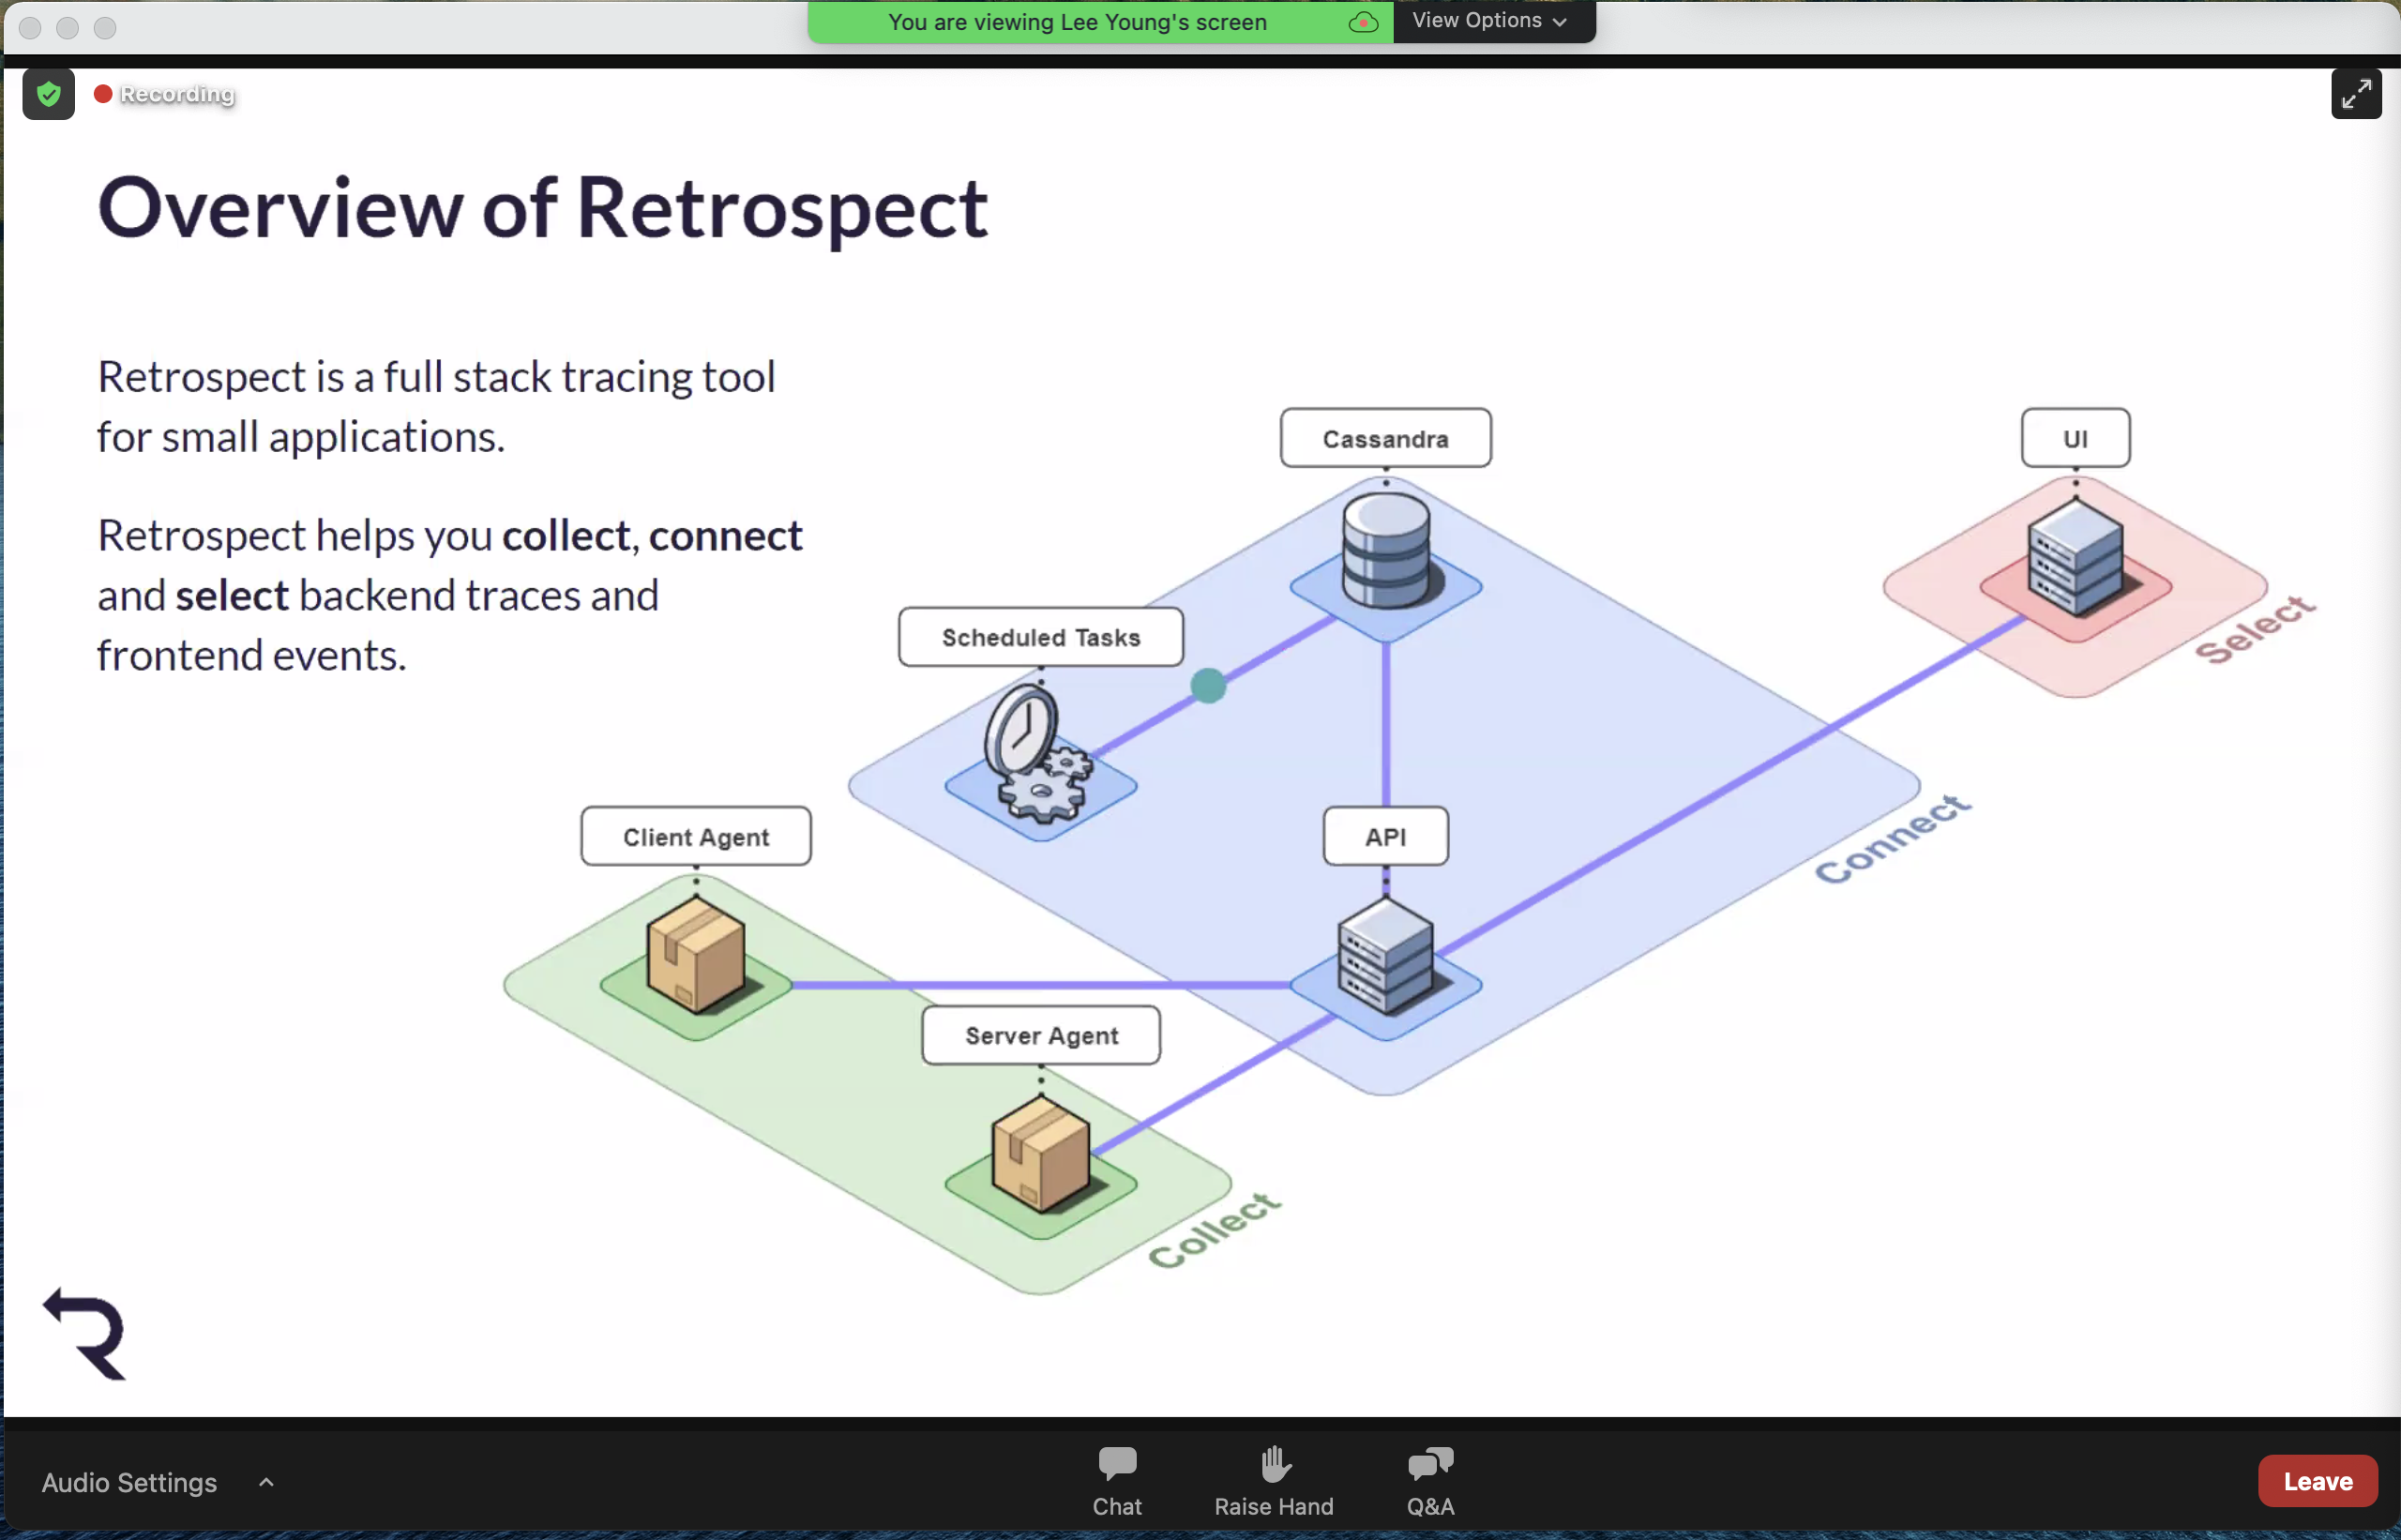 You are viewing Lee Young's screen
View Options
Recording
Overview of Retrospect
Retrospect is a full stack tracing tool
for small applications.
Retrospect helps you collect, connect
and select backend traces and
frontend events.
Cassandra
UI
Scheduled Tasks
Select
Client Agent
API
Connect
Server Agent
Collect
Audio Settings
Chat
Raise Hand
Q&A
Leave